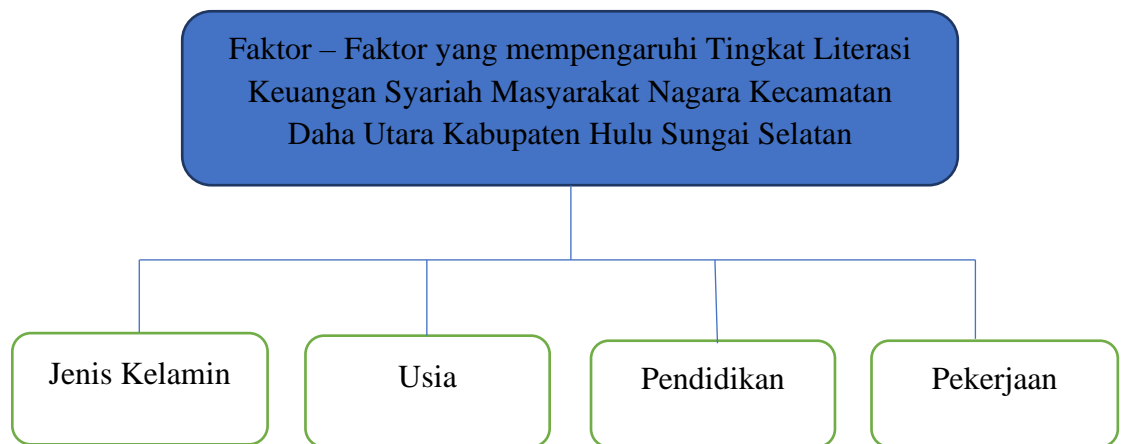 Faktor – Faktor yang mempengaruhi Tingkat Literasi
Keuangan Syariah Masyarakat Nagara Kecamatan
Daha Utara Kabupaten Hulu Sungai Selatan
Jenis Kelamin
Usia
Pendidikan
Pekerjaan